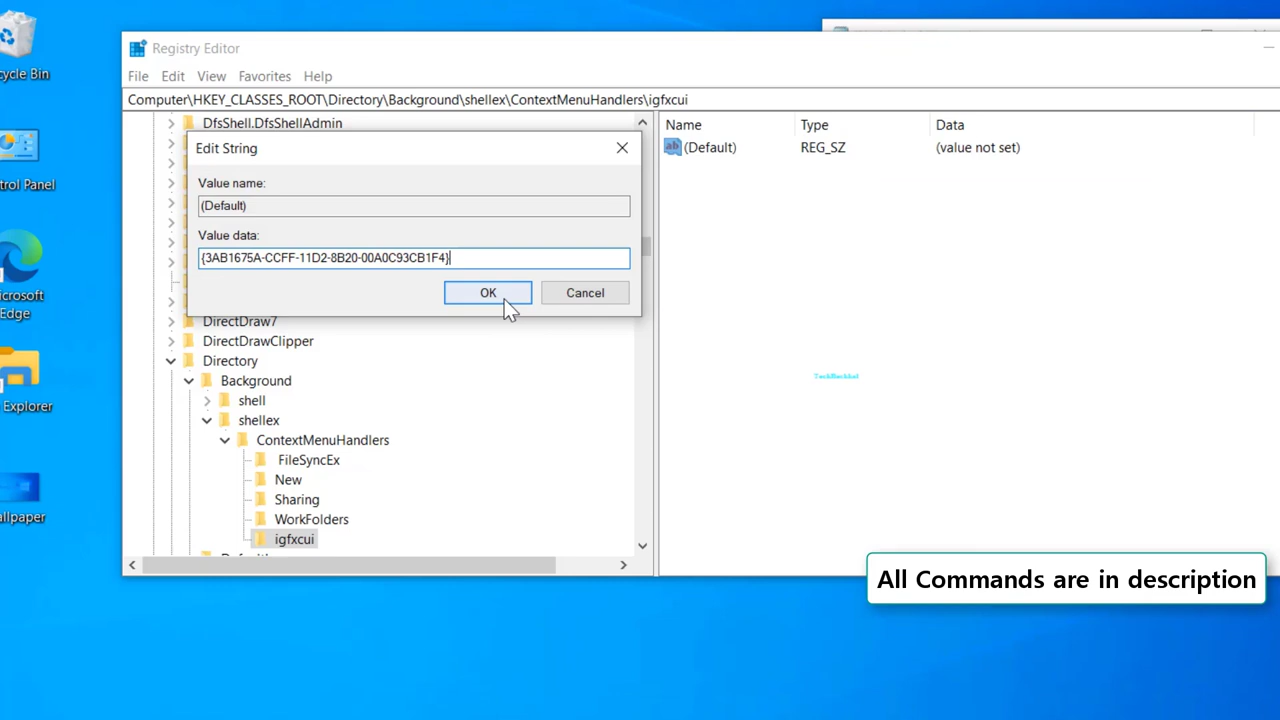 cycle Bin
trol Panel
icrosoft
Edge
Explorer
allpaper
Registry Editor
File Edit View Favorites Help
Computer\HKEY_CLASSES_ROOT\Directory\Background\shellex\ContextMenuHandlers\igfxcui
DfsShell.DfsShellAdmin
Edit String
Value name:
(Default)
Value data:
{3AB1675A-CCFF-11D2-8B20-00A0C93CB1F4}
OK Cancel
DirectDraw7
DirectDrawClipper
Directory
Background
shell
shellex
ContextMenuHandlers
FileSyncEx
New
Sharing
WorkFolders
igfxcui
Name Type Data
ab (Default) REG_SZ (value not set)
All Commands are in description